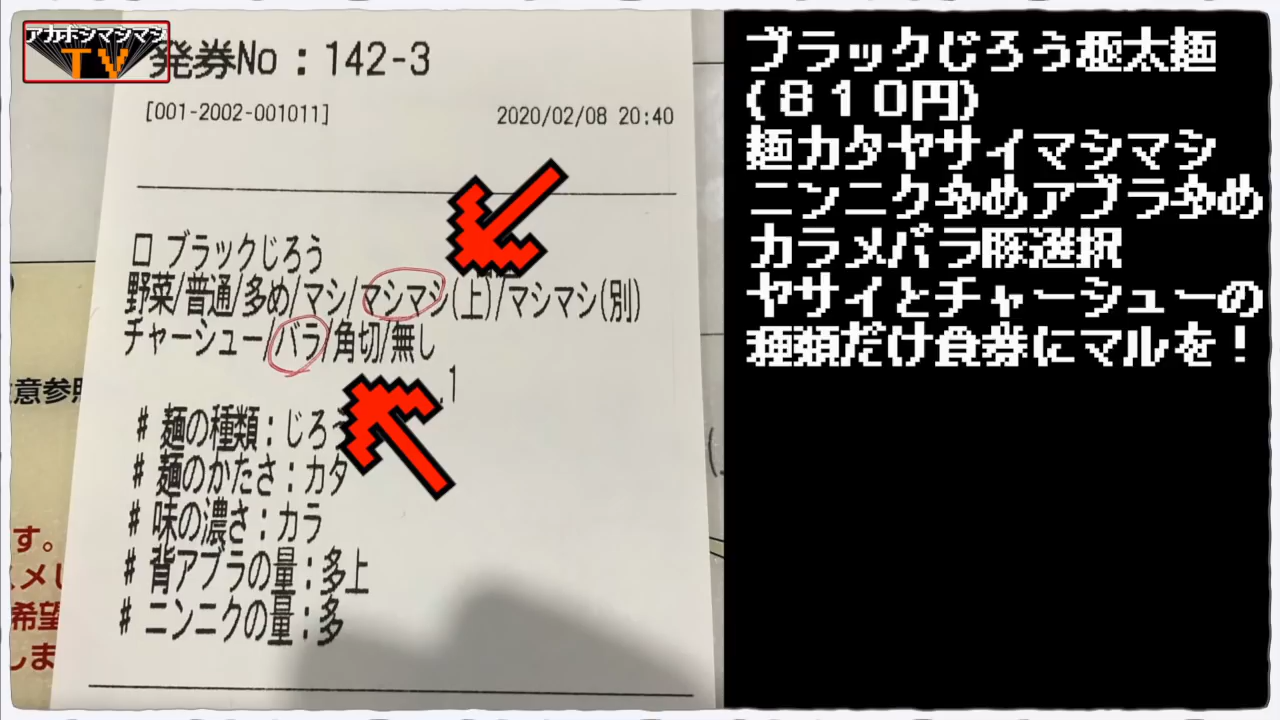 アカボシマシマシ
TV
発券No：142-3
[001-2002-001011]
2020/02/08 20:40
口 ブラックじろう
野菜/普通/多め/マシ/マシマシ(上)/マシマシ(別)
チャーシュー/バラ/角切/無し
1
# 麺の種類：じろう
# 麺のかたさ：カタ
# 味の濃さ：カラ
# 背アブラの量：多上
# ニンニクの量：多
意参照
す。
希望
しま
ブラックじろう極太麺
(８１０円)
麺カタヤサイマシマシ
ニンニク多めアブラ多め
カラメバラ豚選択
ヤサイとチャーシューの
種類だけ食券にマルを！